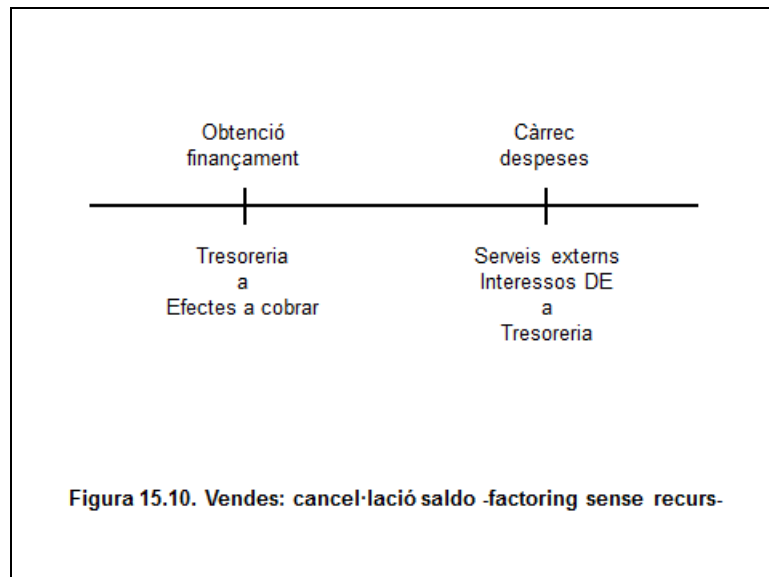 Obtenció
finançament
Càrrec
despeses
Tresoreria
a
Efectes a cobrar
Serveis externs
Interessos DE
a
Tresoreria
Figura 15.10. Vendes: cancel·lació saldo -factoring sense recurs-